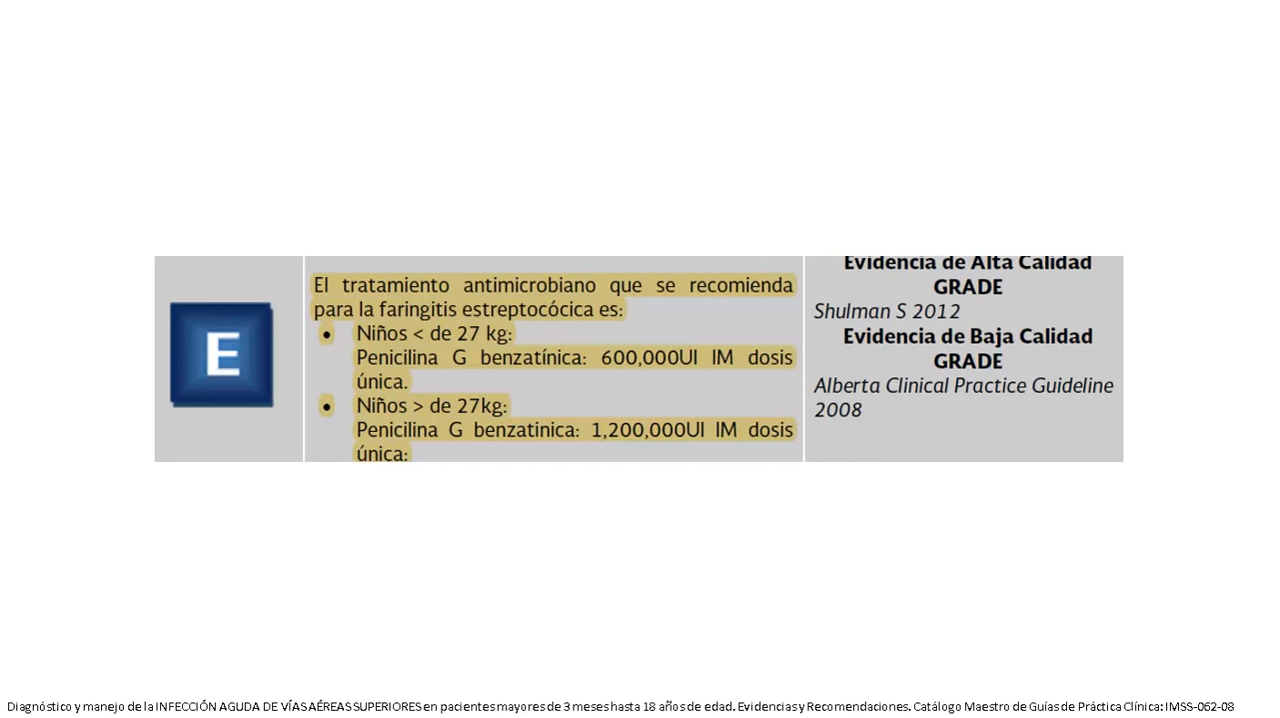 E
El tratamiento antimicrobiano que se recomienda
para la faringitis estreptocócica es:
• Niños < de 27 kg:
Penicilina G benzatínica: 600,000UI IM dosis
única.
• Niños > de 27kg:
Penicilina G benzatinica: 1,200,000UI IM dosis
única:
Evidencia de Alta Calidad
GRADE
Shulman S 2012
Evidencia de Baja Calidad
GRADE
Alberta Clinical Practice Guideline
2008
Diagnóstico y manejo de la INFECCIÓN AGUDA DE VÍAS AÉREAS SUPERIORES en pacientes mayores de 3 meses hasta 18 años de edad. Evidencias y Recomendaciones. Catálogo Maestro de Guías de Práctica Clínica: IMSS-062-08